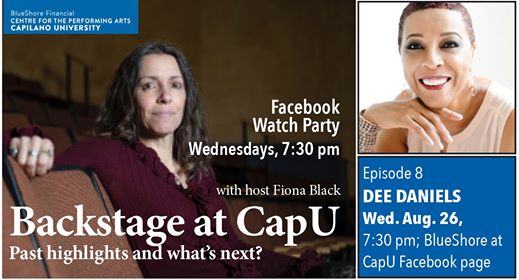 BlueShore Financial
CENTRE FOR THE PERFORMING ARTS
CAPILANO UNIVERSITY
Facebook
Watch Party
Wednesdays, 7:30 pm
with host Fiona Black
Backstage at CapU
Past highlights and what's next?
Episode 8
DEE DANIELS
Wed. Aug. 26,
7:30 pm; BlueShore at
CapU Facebook page